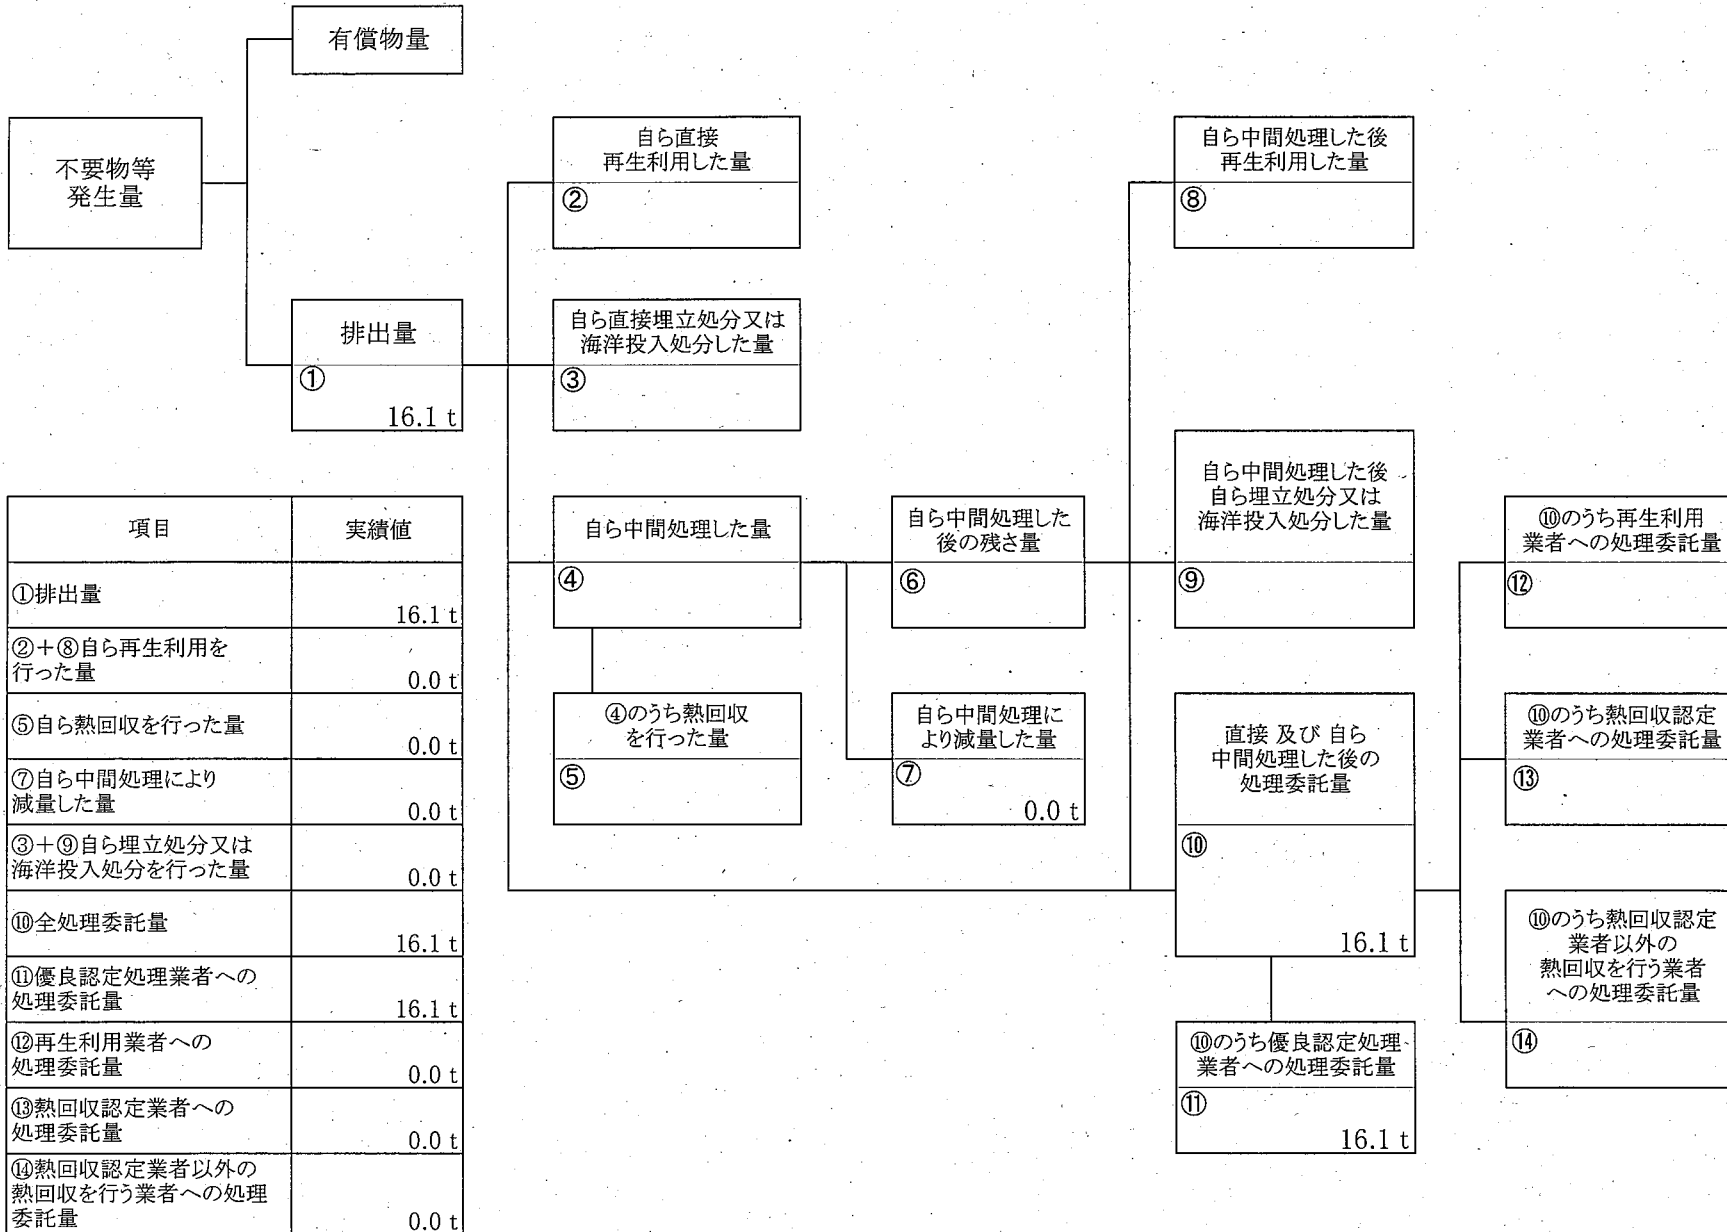 有償物量
不要物等
発生量
排出量
①
16.1 t
自ら直接
再生利用した量
②
自ら直接埋立処分又は
海洋投入処分した量
③
自ら中間処理した量
④
④のうち熱回収
を行った量
⑤
自ら中間処理した
後の残さ量
⑥
自ら中間処理に
より減量した量
⑦
0.0 t
自ら中間処理した後
再生利用した量
⑧
自ら中間処理した後
自ら埋立処分又は
海洋投入処分した量
⑨
直接 及び 自ら
中間処理した後の
処理委託量
⑩
16.1 t
⑩のうち優良認定処理
業者への処理委託量
⑪
16.1 t
⑩のうち再生利用
業者への処理委託量
⑫
⑩のうち熱回収認定
業者への処理委託量
⑬
⑩のうち熱回収認定
業者以外の
熱回収を行う業者
への処理委託量
⑭
項目 実績値
①排出量
16.1 t
②+⑧自ら再生利用を
行った量
0.0 t
⑤自ら熱回収を行った量
0.0 t
⑦自ら中間処理により
減量した量
0.0 t
③+⑨自ら埋立処分又は
海洋投入処分を行った量
0.0 t
⑩全処理委託量
16.1 t
⑪優良認定処理業者への
処理委託量
16.1 t
⑫再生利用業者への
処理委託量
0.0 t
⑬熱回収認定業者への
処理委託量
0.0 t
⑭熱回収認定業者以外の
熱回収を行う業者への処理
委託量
0.0 t